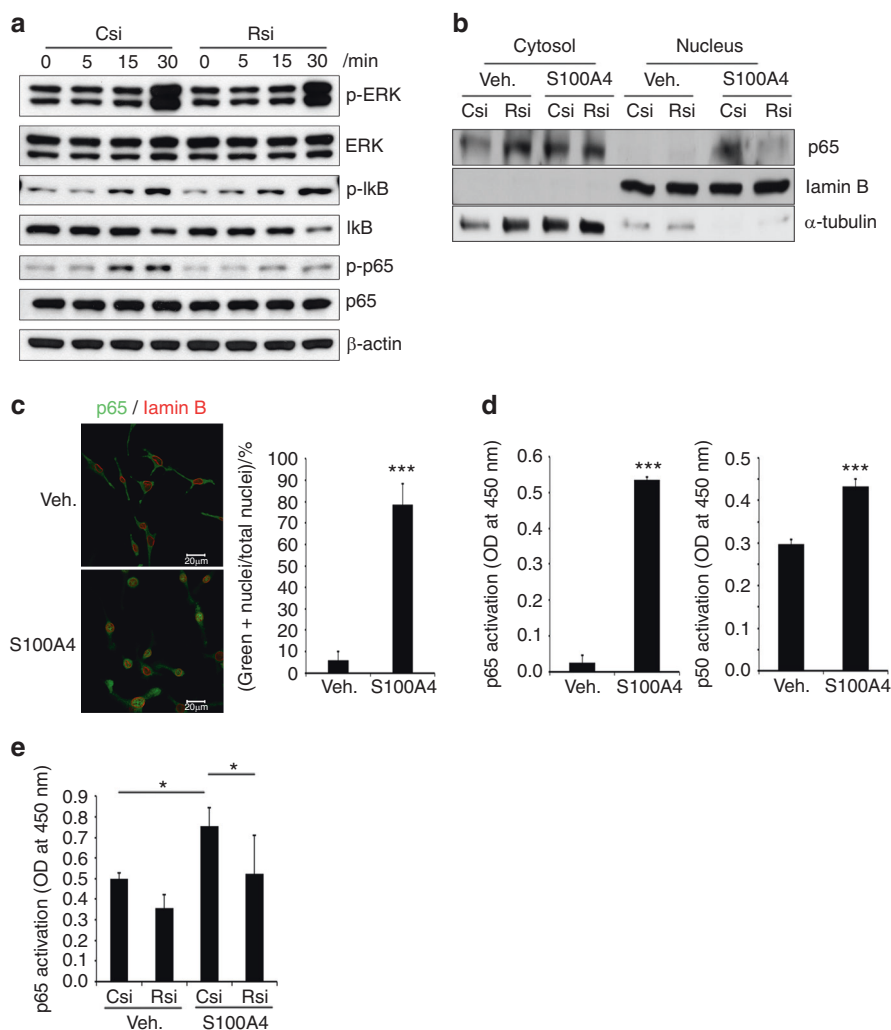 a
Csi Rsi
0 5 15 30 0 5 15 30 /min
p-ERK
ERK
p-IkB
IkB
p-p65
p65
β-actin
b
Cytosol Nucleus
Veh. S100A4 Veh. S100A4
Csi Rsi Csi Rsi Csi Rsi Csi Rsi
p65
lamin B
α-tubulin
c
p65 / lamin B
Veh.
20μm
S100A4
20μm
(Green + nuclei/total nuclei)/%
100
90
80
70
60
50
40
30
20
10
0
***
Veh. S100A4
d
p65 activation (OD at 450 nm)
0.6
0.5
0.4
0.3
0.2
0.1
0.0
***
Veh. S100A4
p50 activation (OD at 450 nm)
0.5
0.4
0.3
0.2
0.1
0.0
***
Veh. S100A4
e
p65 activation (OD at 450 nm)
0.9
0.8
0.7
0.6
0.5
0.4
0.3
0.2
0.1
0.0
* *
Csi Rsi Csi Rsi
Veh. S100A4